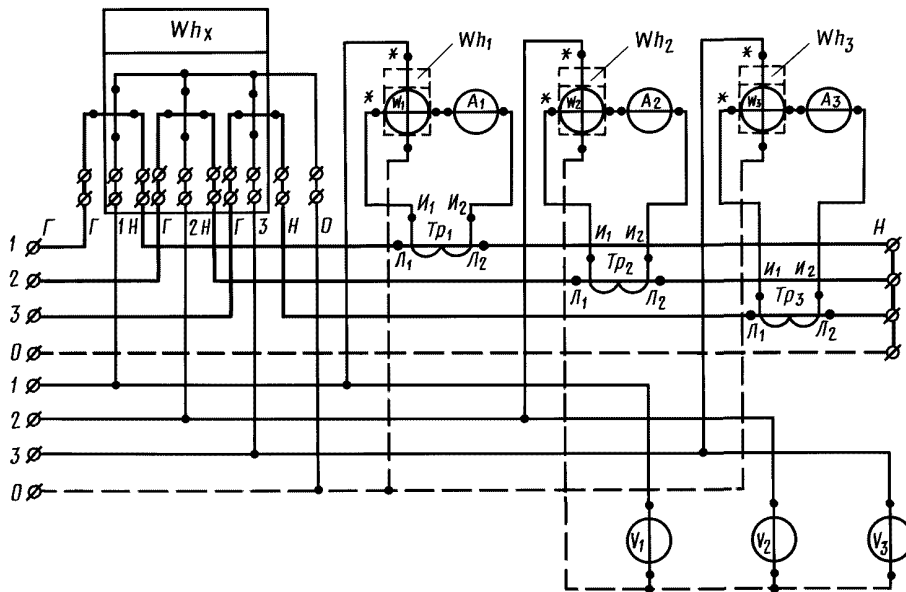 Whx
Wh1
Wh2
Wh3
* * *
* W1 A1
* W2 A2
* W3 A3
Г Г 1 Н Г 2 Н Г 3 Н 0
И1 И2
Тр1
Л1 Л2
И1 И2
Тр2
Л1 Л2
И1 И2
Тр3
Л1 Л2
Н
1
2
3
0
1
2
3
0
V1 V2 V3